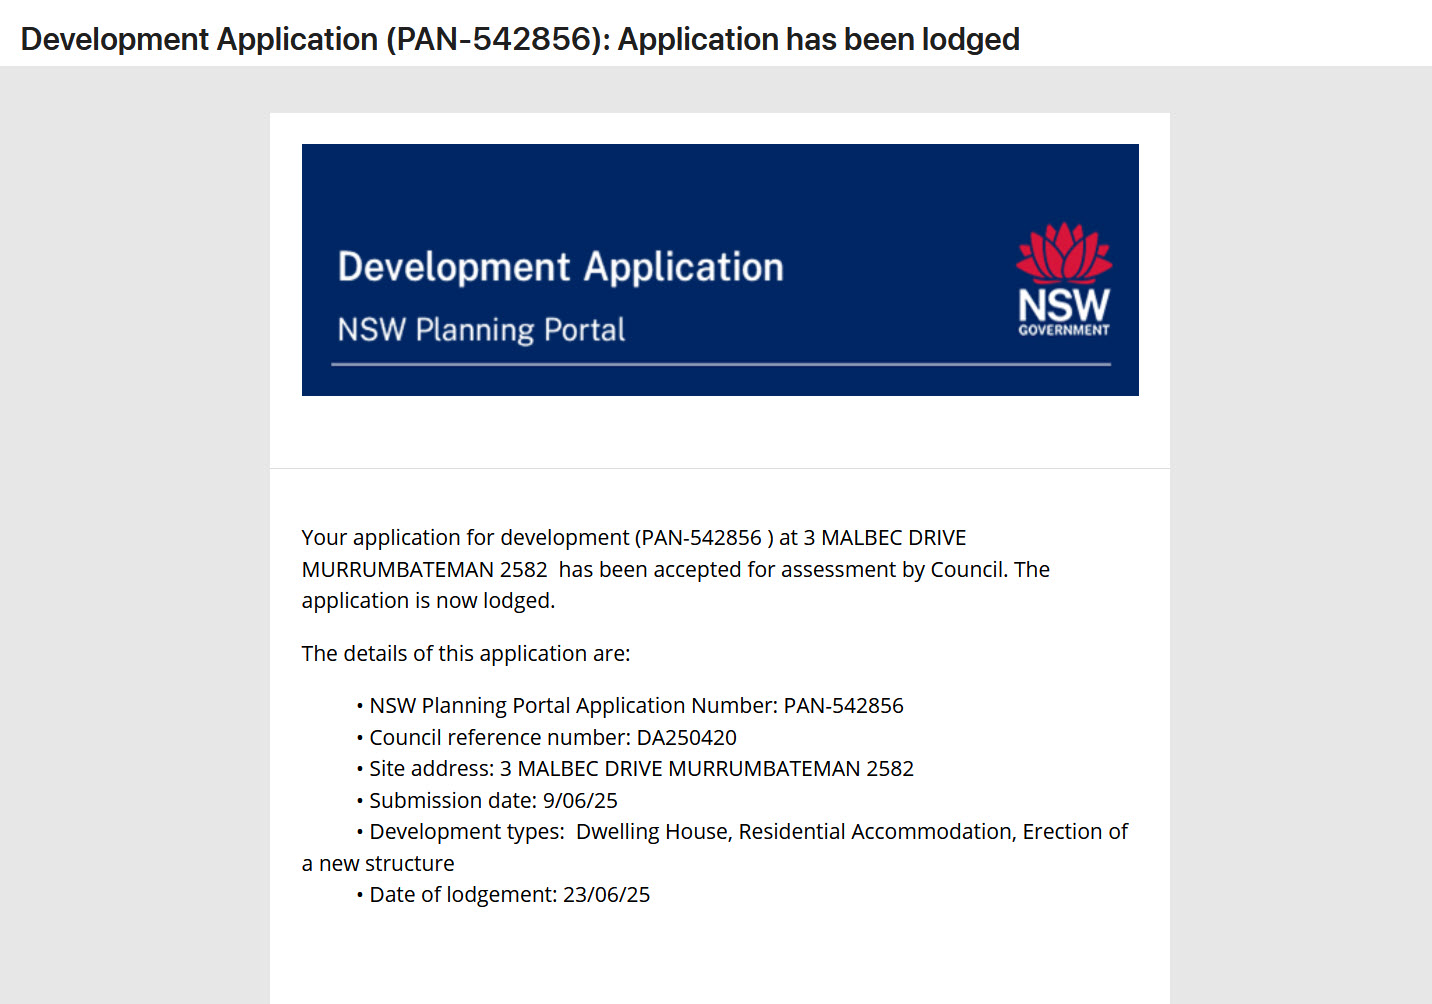 Development Application (PAN-542856): Application has been lodged
Development Application
NSW Planning Portal
NSW
GOVERNMENT
Your application for development (PAN-542856 ) at 3 MALBEC DRIVE
MURRUMBATEMAN 2582  has been accepted for assessment by Council. The
application is now lodged.
The details of this application are:
• NSW Planning Portal Application Number: PAN-542856
• Council reference number: DA250420
• Site address: 3 MALBEC DRIVE MURRUMBATEMAN 2582
• Submission date: 9/06/25
• Development types:  Dwelling House, Residential Accommodation, Erection of
a new structure
• Date of lodgement: 23/06/25